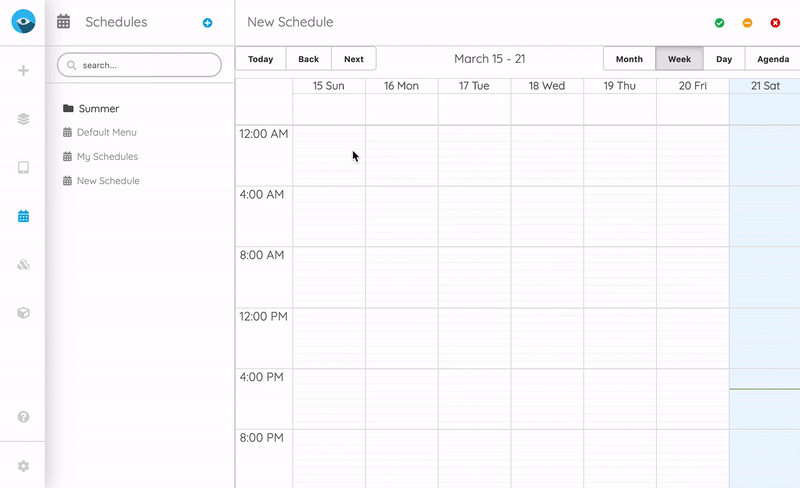 Schedules
New Schedule
Today Back Next
March 15 - 21
Month Week Day Agenda
search...
15 Sun 16 Mon 17 Tue 18 Wed 19 Thu 20 Fri 21 Sat
Summer
Default Menu
My Schedules
New Schedule
12:00 AM
4:00 AM
8:00 AM
12:00 PM
4:00 PM
8:00 PM